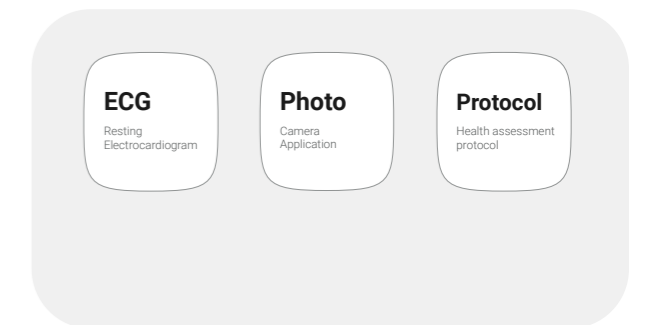 ECG
Resting
Electrocardiogram
Photo
Camera
Application
Protocol
Health assessment
protocol